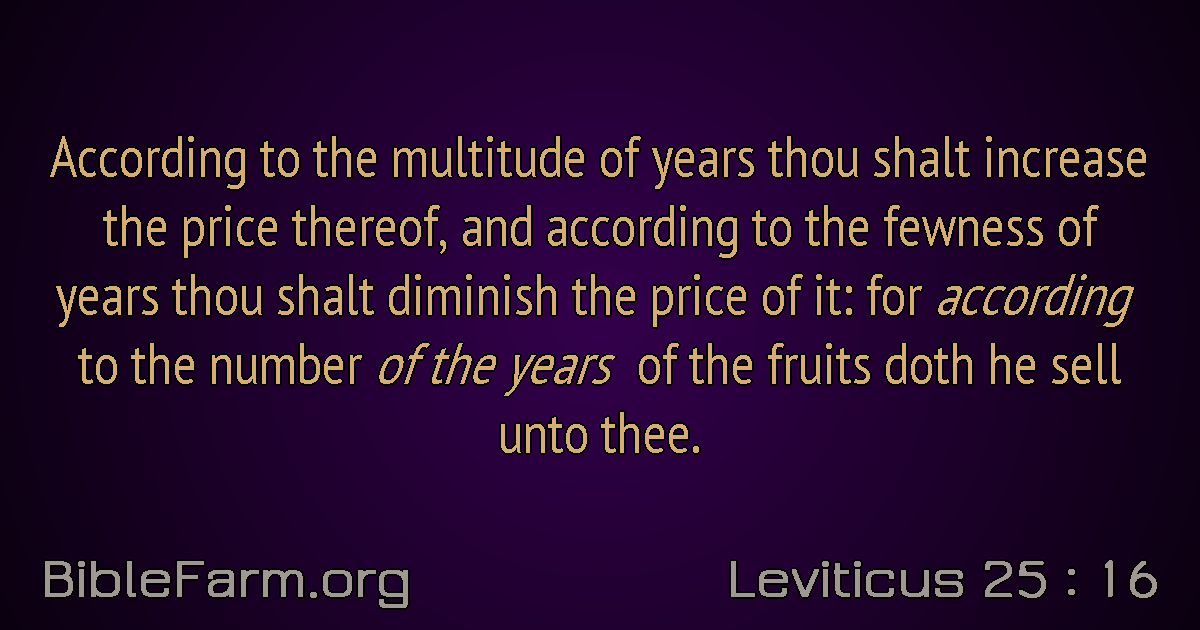 According to the multitude of years thou shalt increase
the price thereof, and according to the fewness of
years thou shalt diminish the price of it: for according
to the number of the years of the fruits doth he sell
unto thee.
BibleFarm.org
Leviticus 25 : 16